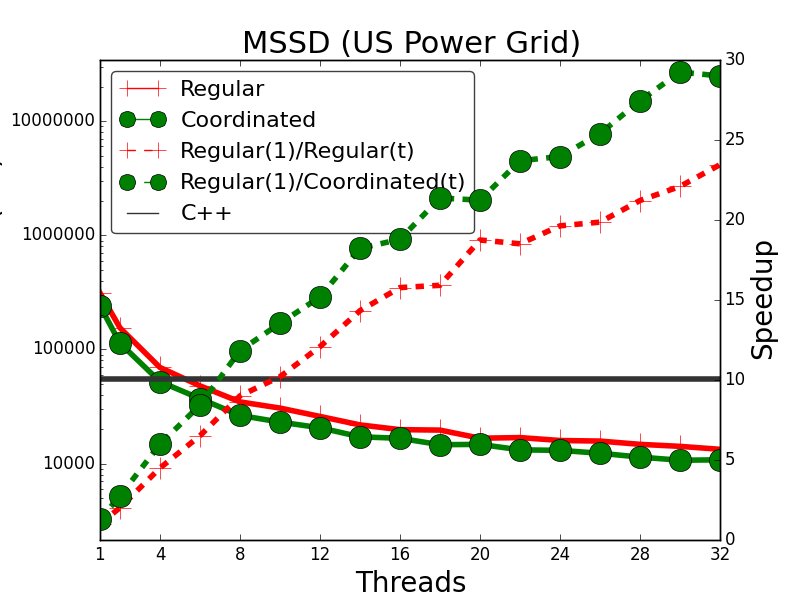 MSSD (US Power Grid)
Regular
Coordinated
Regular(1)/Regular(t)
Regular(1)/Coordinated(t)
C++
10000000
1000000
100000
10000
30
25
20
15
10
5
0
Speedup
1 4 8 12 16 20 24 28 32
Threads